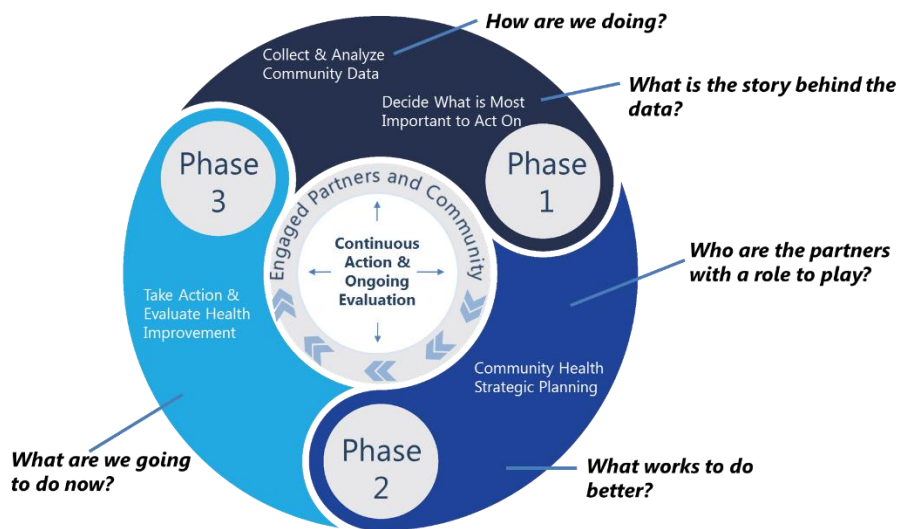 How are we doing?
Collect & Analyze
Community Data
What is the story behind the
data?
Decide What is Most
Important to Act On
Phase
1
Phase
3
Engaged Partners and Community
Continuous
Action &
Ongoing
Evaluation
Who are the partners
with a role to play?
Take Action &
Evaluate Health
Improvement
Community Health
Strategic Planning
Phase
2
What are we going
to do now?
What works to do
better?